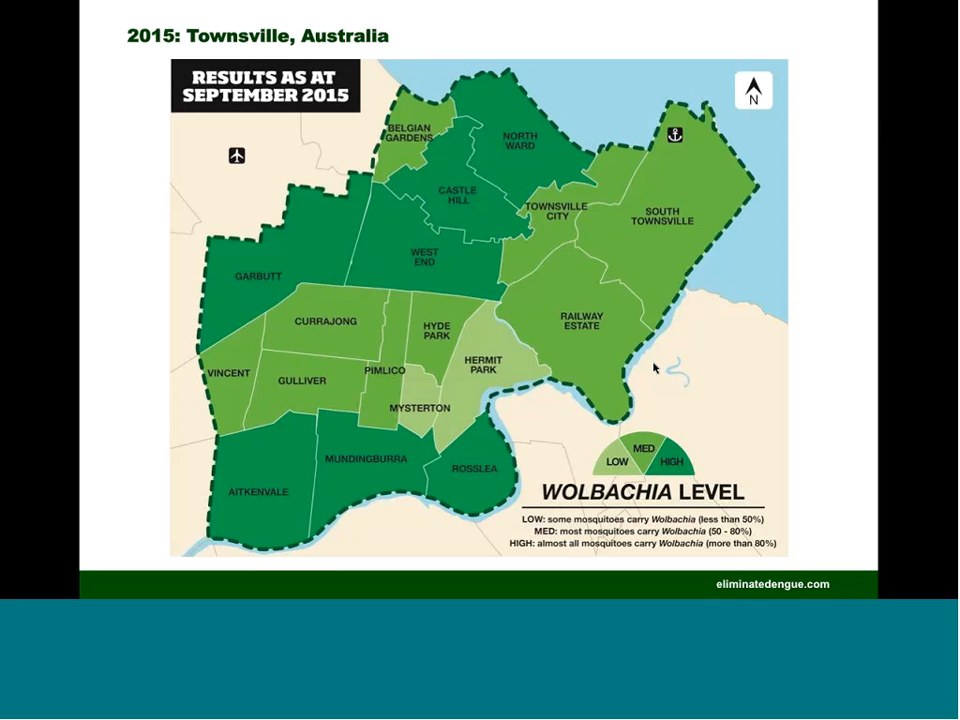 2015: Townsville, Australia
RESULTS AS AT
SEPTEMBER 2015
N
BELGIAN
GARDENS
NORTH
WARD
CASTLE
HILL
TOWNSVILLE
CITY
SOUTH
TOWNSVILLE
WEST
END
GARBUTT
CURRAJONG
HYDE
PARK
RAILWAY
ESTATE
VINCENT
GULLIVER
PIMLICO
HERMIT
PARK
MYSTERTON
MUNDINGBURRA
ROSSLEA
AITKENVALE
LOW
MED
HIGH
WOLBACHIA LEVEL
LOW: some mosquitoes carry Wolbachia (less than 50%)
MED: most mosquitoes carry Wolbachia (50 - 80%)
HIGH: almost all mosquitoes carry Wolbachia (more than 80%)
eliminatedengue.com